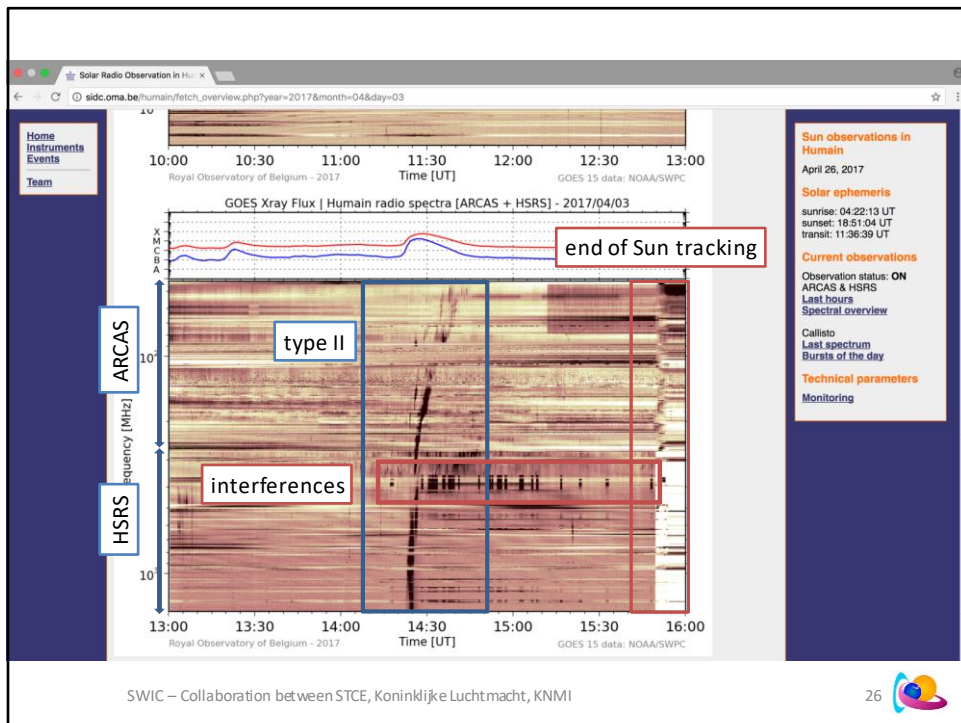 Solar Radio Observation in Hu
sidc.oma.be/humain/fetch_overview.php?year=2017&month=04&day=03
Home
Instruments
Events
Team
10:00 10:30 11:00 11:30 12:00 12:30 13:00
Royal Observatory of Belgium - 2017 Time [UT] GOES 15 data: NOAA/SWPC
GOES Xray Flux | Humain radio spectra [ARCAS + HSRS] - 2017/04/03
X
M
C
B
A
end of Sun tracking
ARCAS
type II
10²
interferences
HSRS
10³
13:00 13:30 14:00 14:30 15:00 15:30 16:00
Royal Observatory of Belgium - 2017 Time [UT] GOES 15 data: NOAA/SWPC
Sun observations in
Humain
April 26, 2017
Solar ephemeris
sunrise: 04:22:13 UT
sunset: 18:51:04 UT
transit: 11:36:39 UT
Current observations
Observation status: ON
ARCAS & HSRS
Last hours
Spectral overview
Callisto
Last spectrum
Bursts of the day
Technical parameters
Monitoring
SWIC – Collaboration between STCE, Koninklijke Luchtmacht, KNMI
26